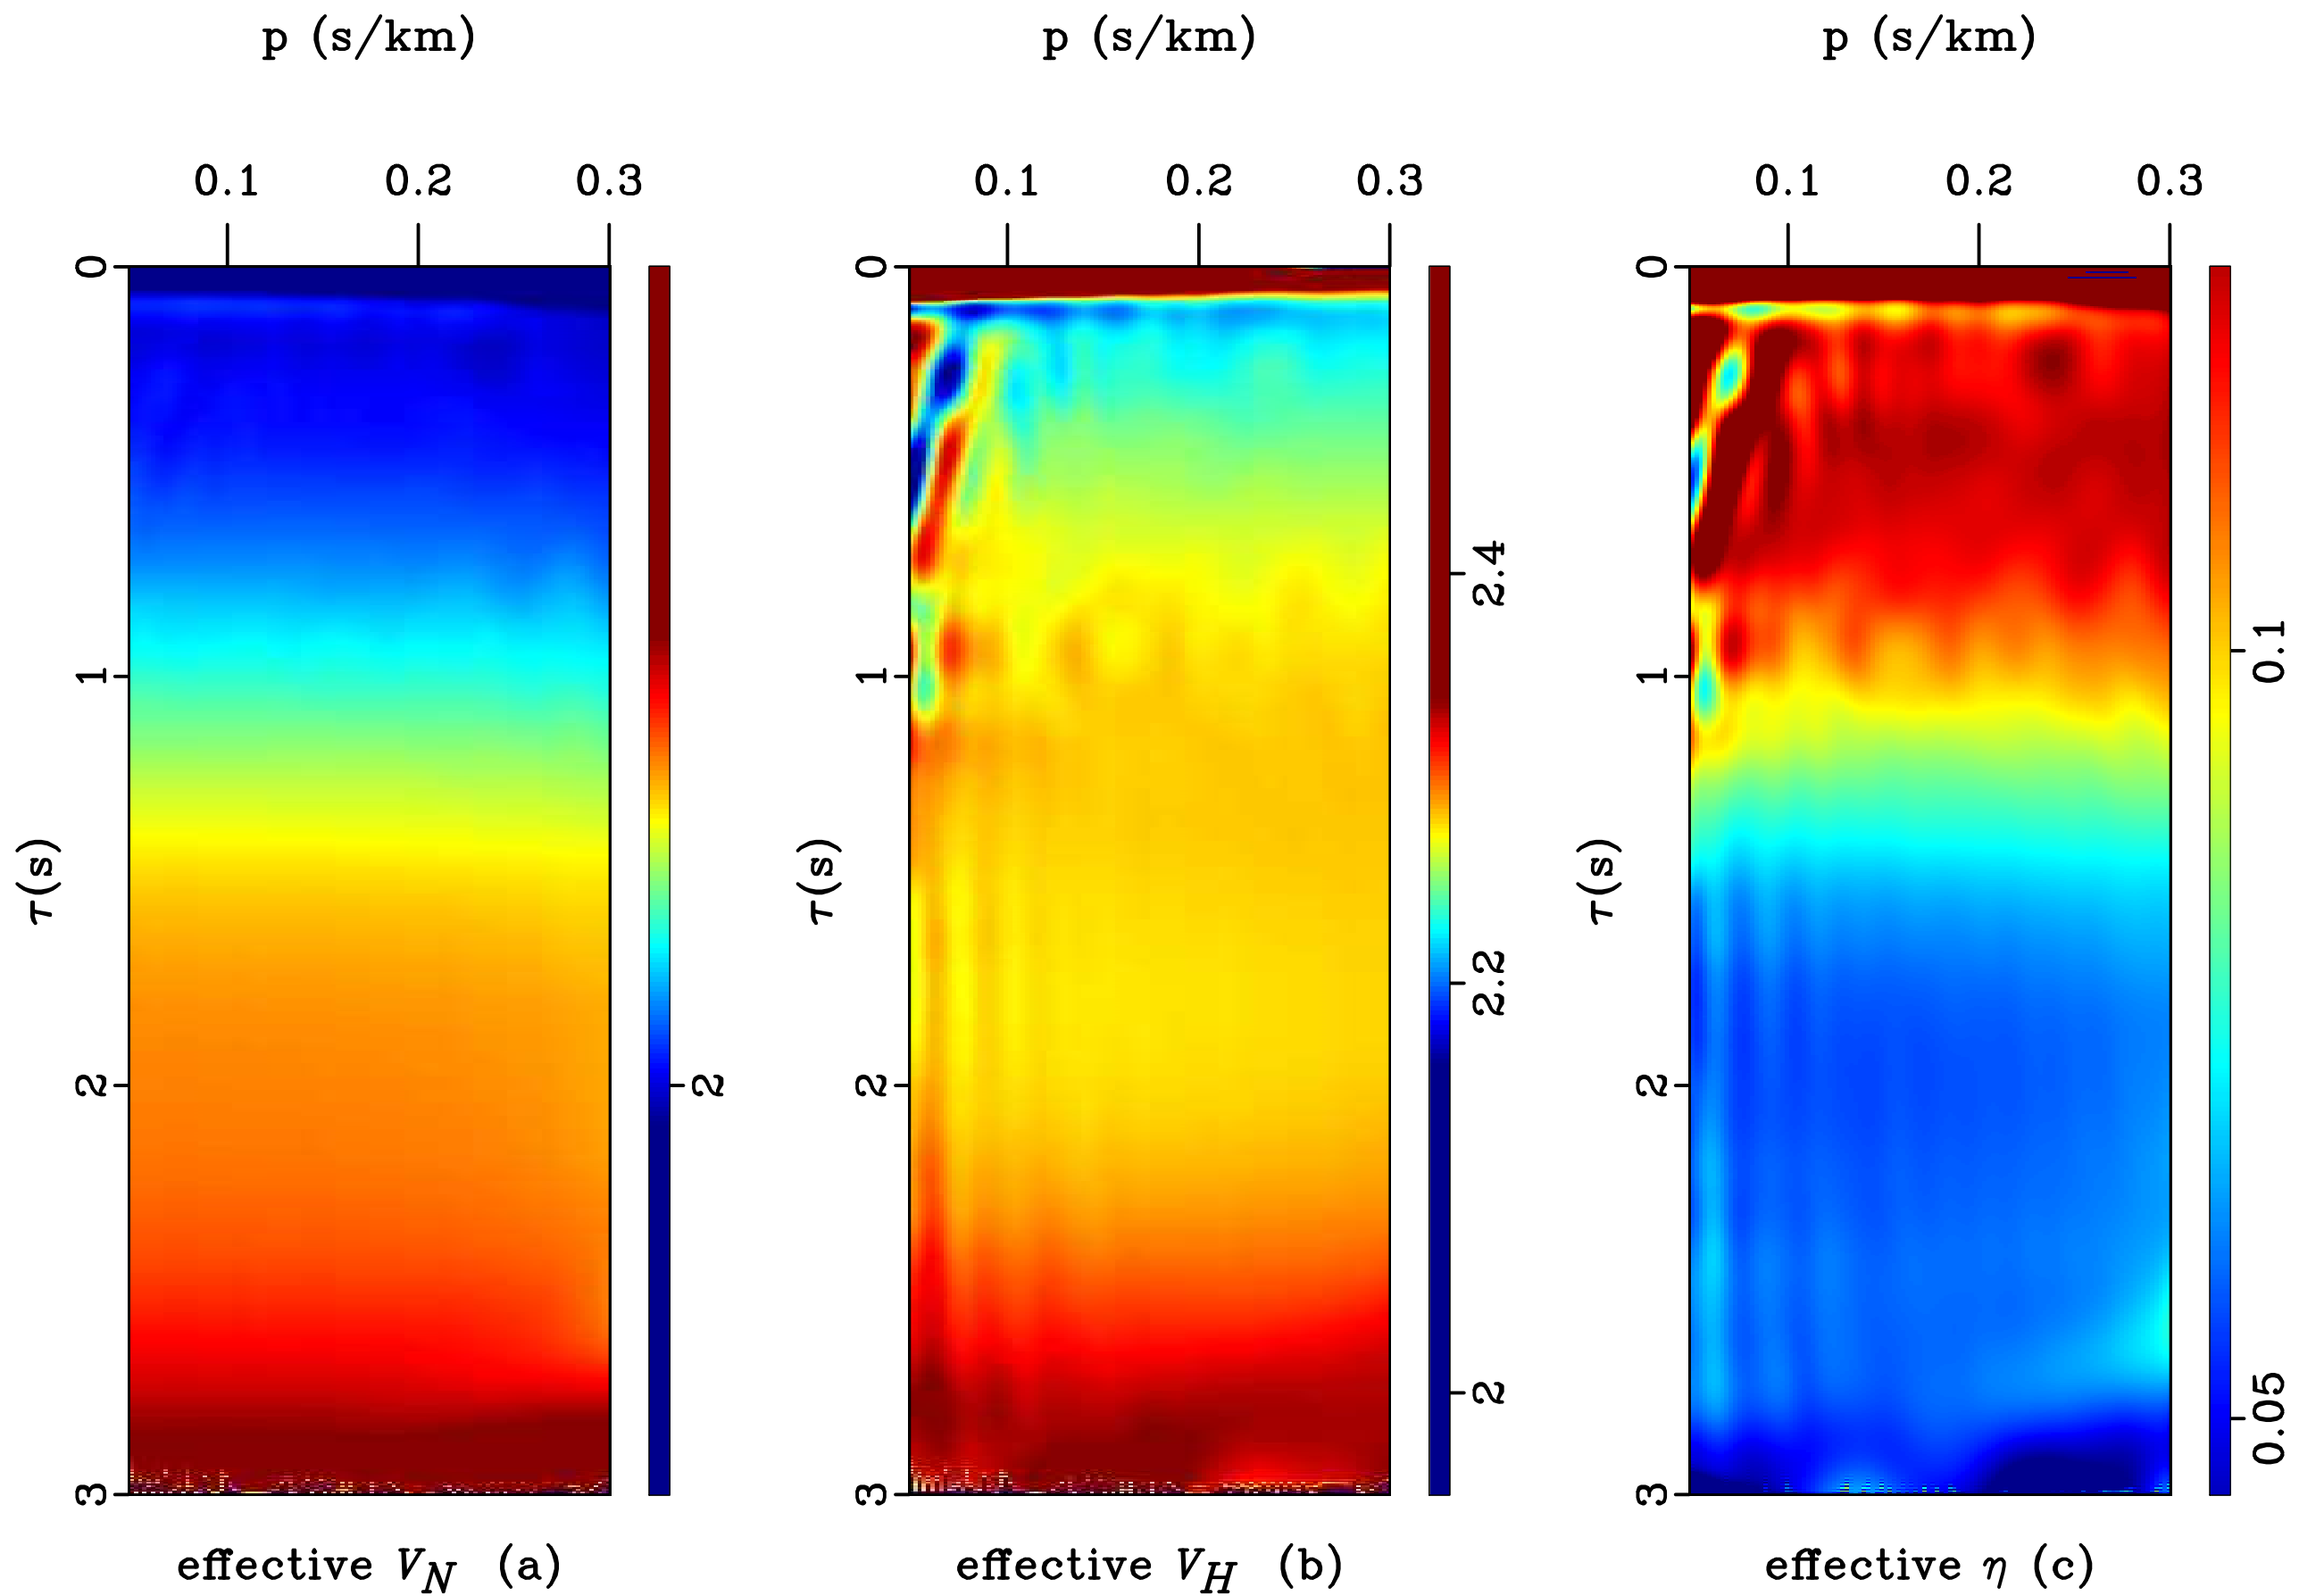 p (s/km) p (s/km) p (s/km)
0.1 0.2 0.3 0.1 0.2 0.3 0.1 0.2 0.3
0 0 0
2.4
0.1
1 1 1
τ(s) τ(s) τ(s)
2.2
2 2 2 2
2
0.05
3 3 3
effective V_N (a) effective V_H (b) effective η (c)